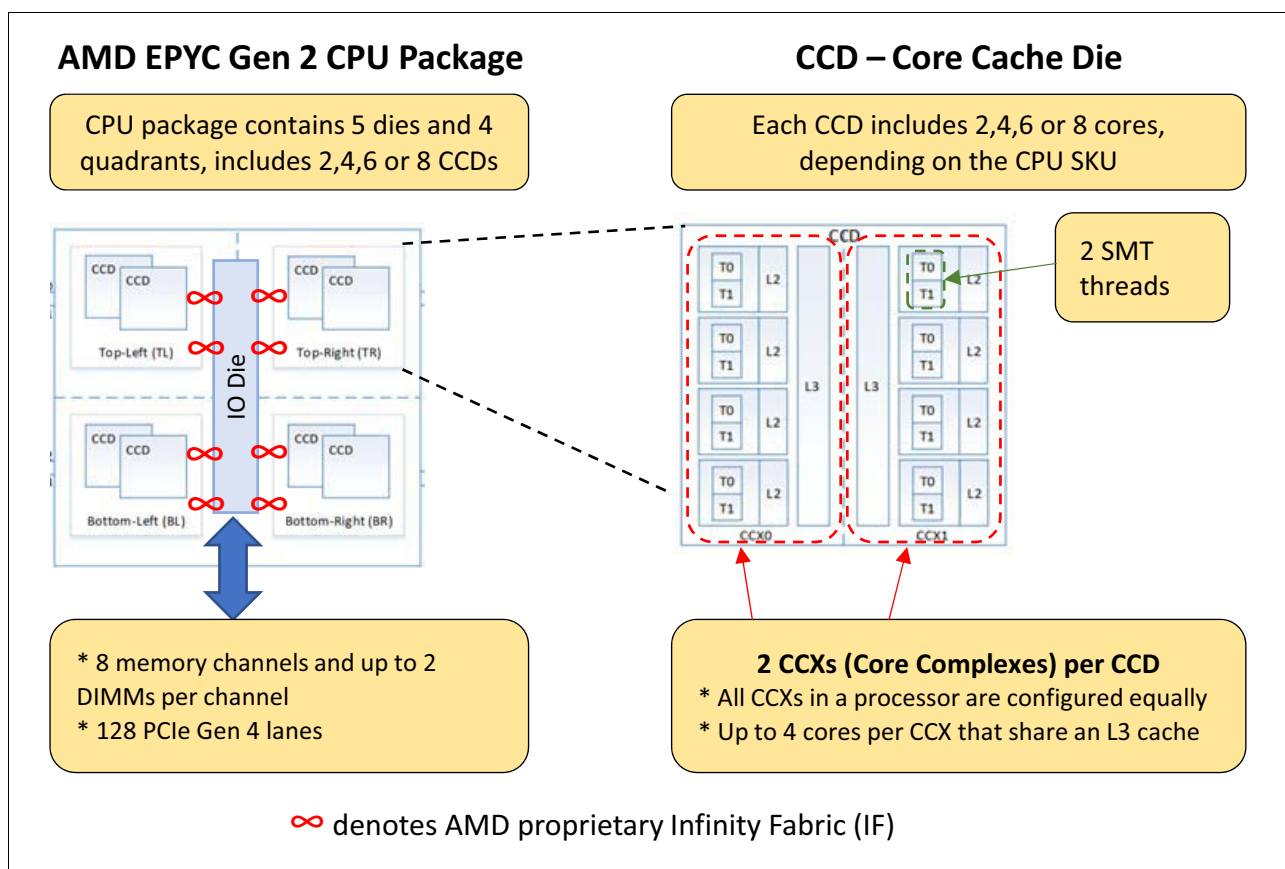 AMD EPYC Gen 2 CPU Package
CPU package contains 5 dies and 4
quadrants, includes 2,4,6 or 8 CCDs
CCD
CCD
Top-Left (TL)
CCD
CCD
Top-Right (TR)
IO Die
CCD
CCD
Bottom-Left (BL)
CCD
CCD
Bottom-Right (BR)
* 8 memory channels and up to 2
DIMMs per channel
* 128 PCIe Gen 4 lanes
CCD – Core Cache Die
Each CCD includes 2,4,6 or 8 cores,
depending on the CPU SKU
2 SMT
threads
CCD
T0
T1
L2
T0
T1
L2
T0
T1
L2
T0
T1
L2
L3
CCX0
L3
T0
T1
L2
T0
T1
L2
T0
T1
L2
T0
T1
L2
CCX1
2 CCXs (Core Complexes) per CCD
* All CCXs in a processor are configured equally
* Up to 4 cores per CCX that share an L3 cache
∞ denotes AMD proprietary Infinity Fabric (IF)